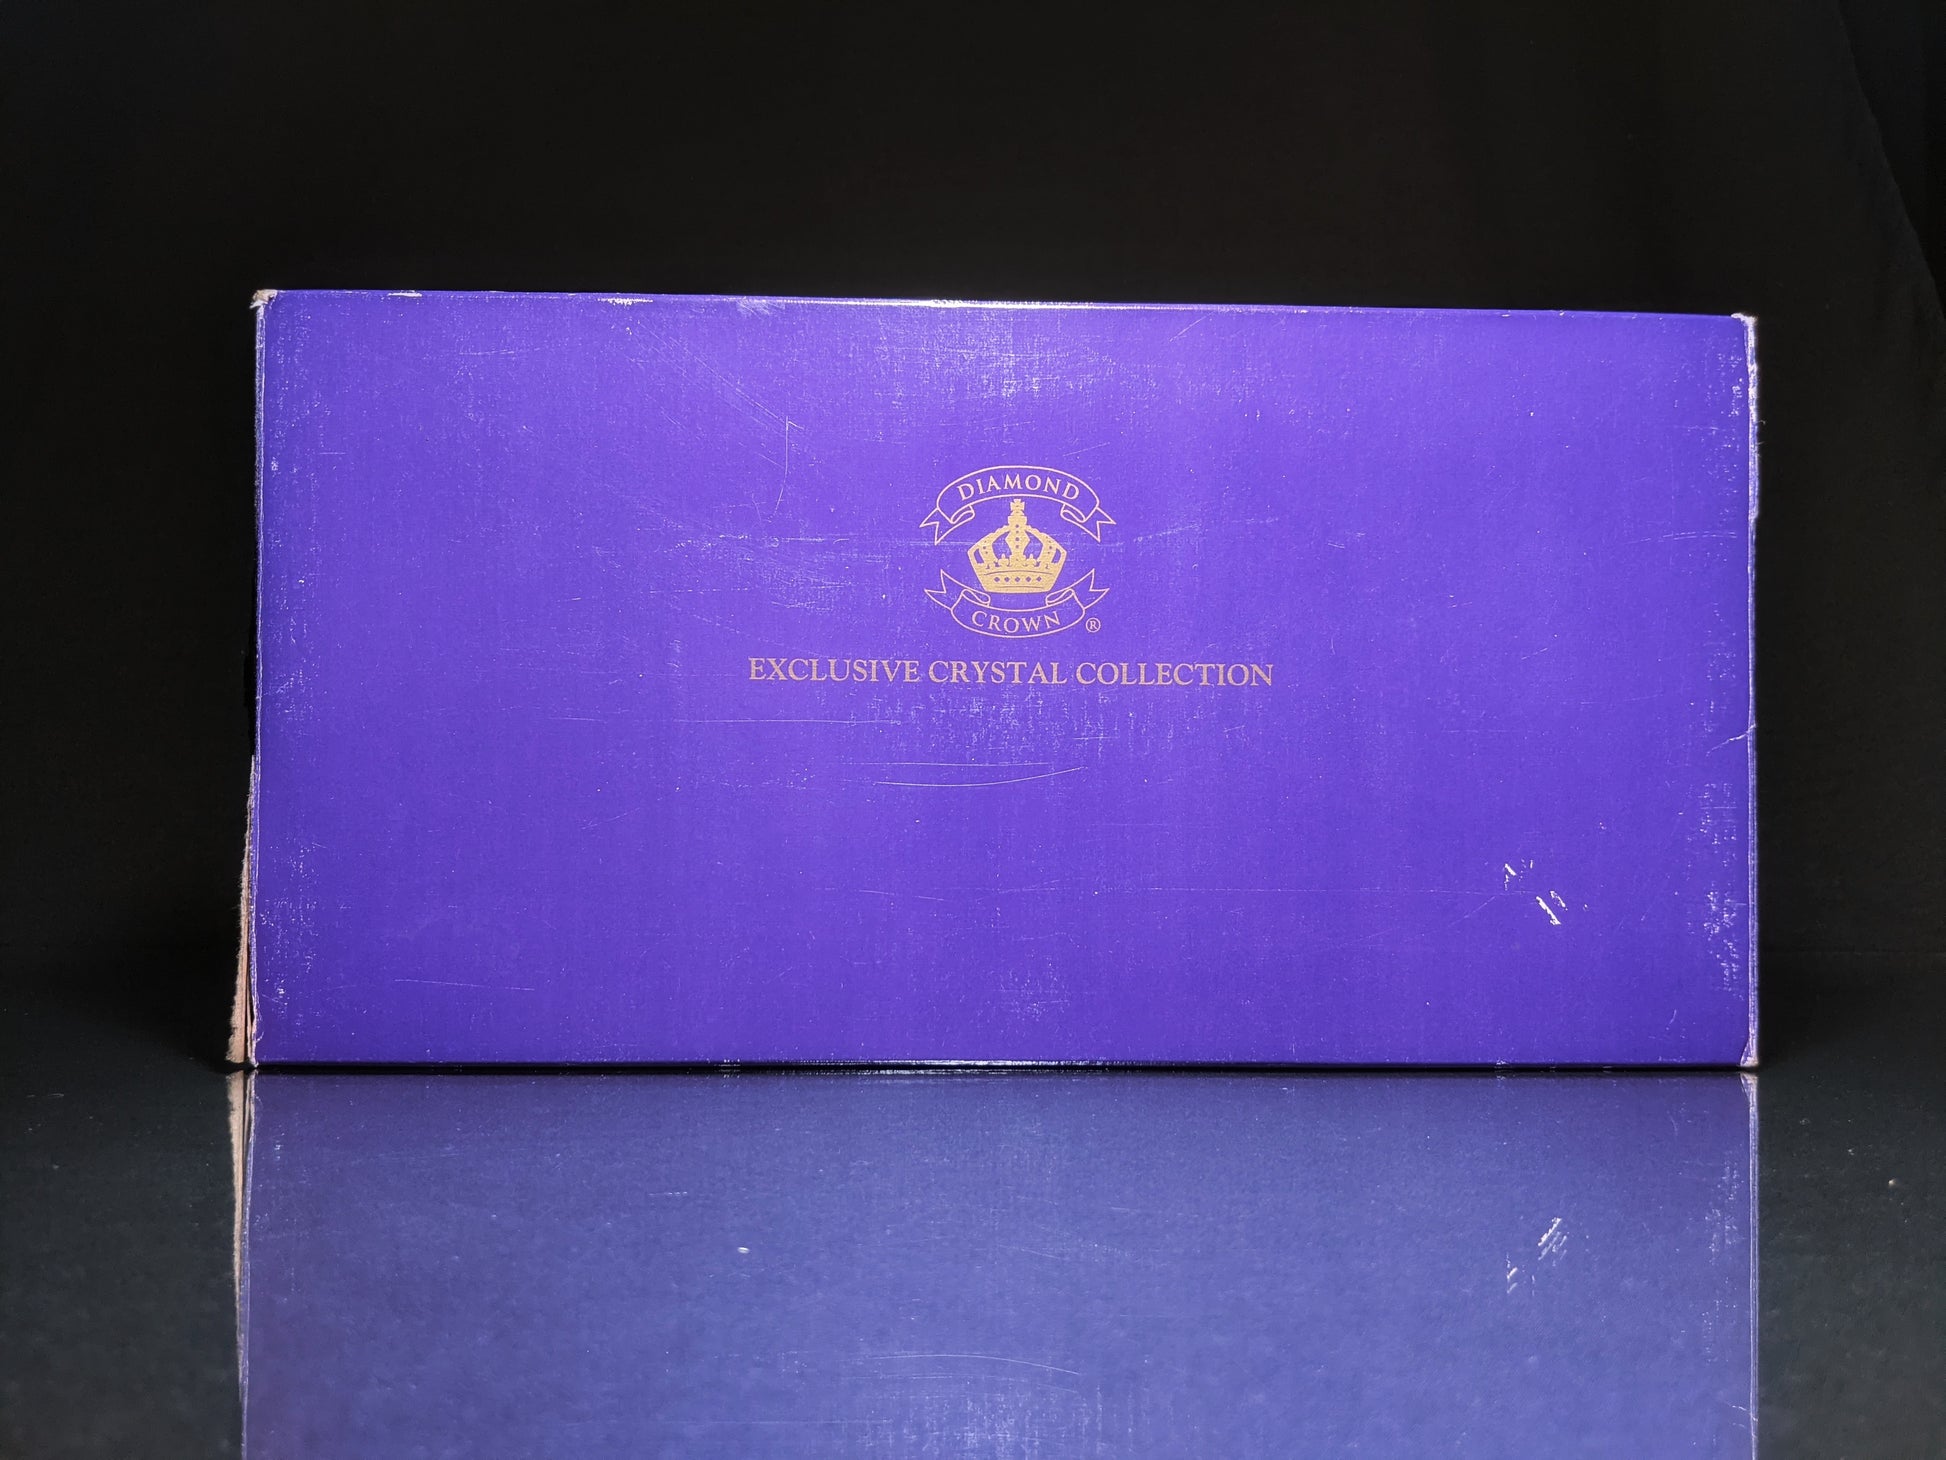 DIAMOND
CROWN ®
EXCLUSIVE CRYSTAL COLLECTION